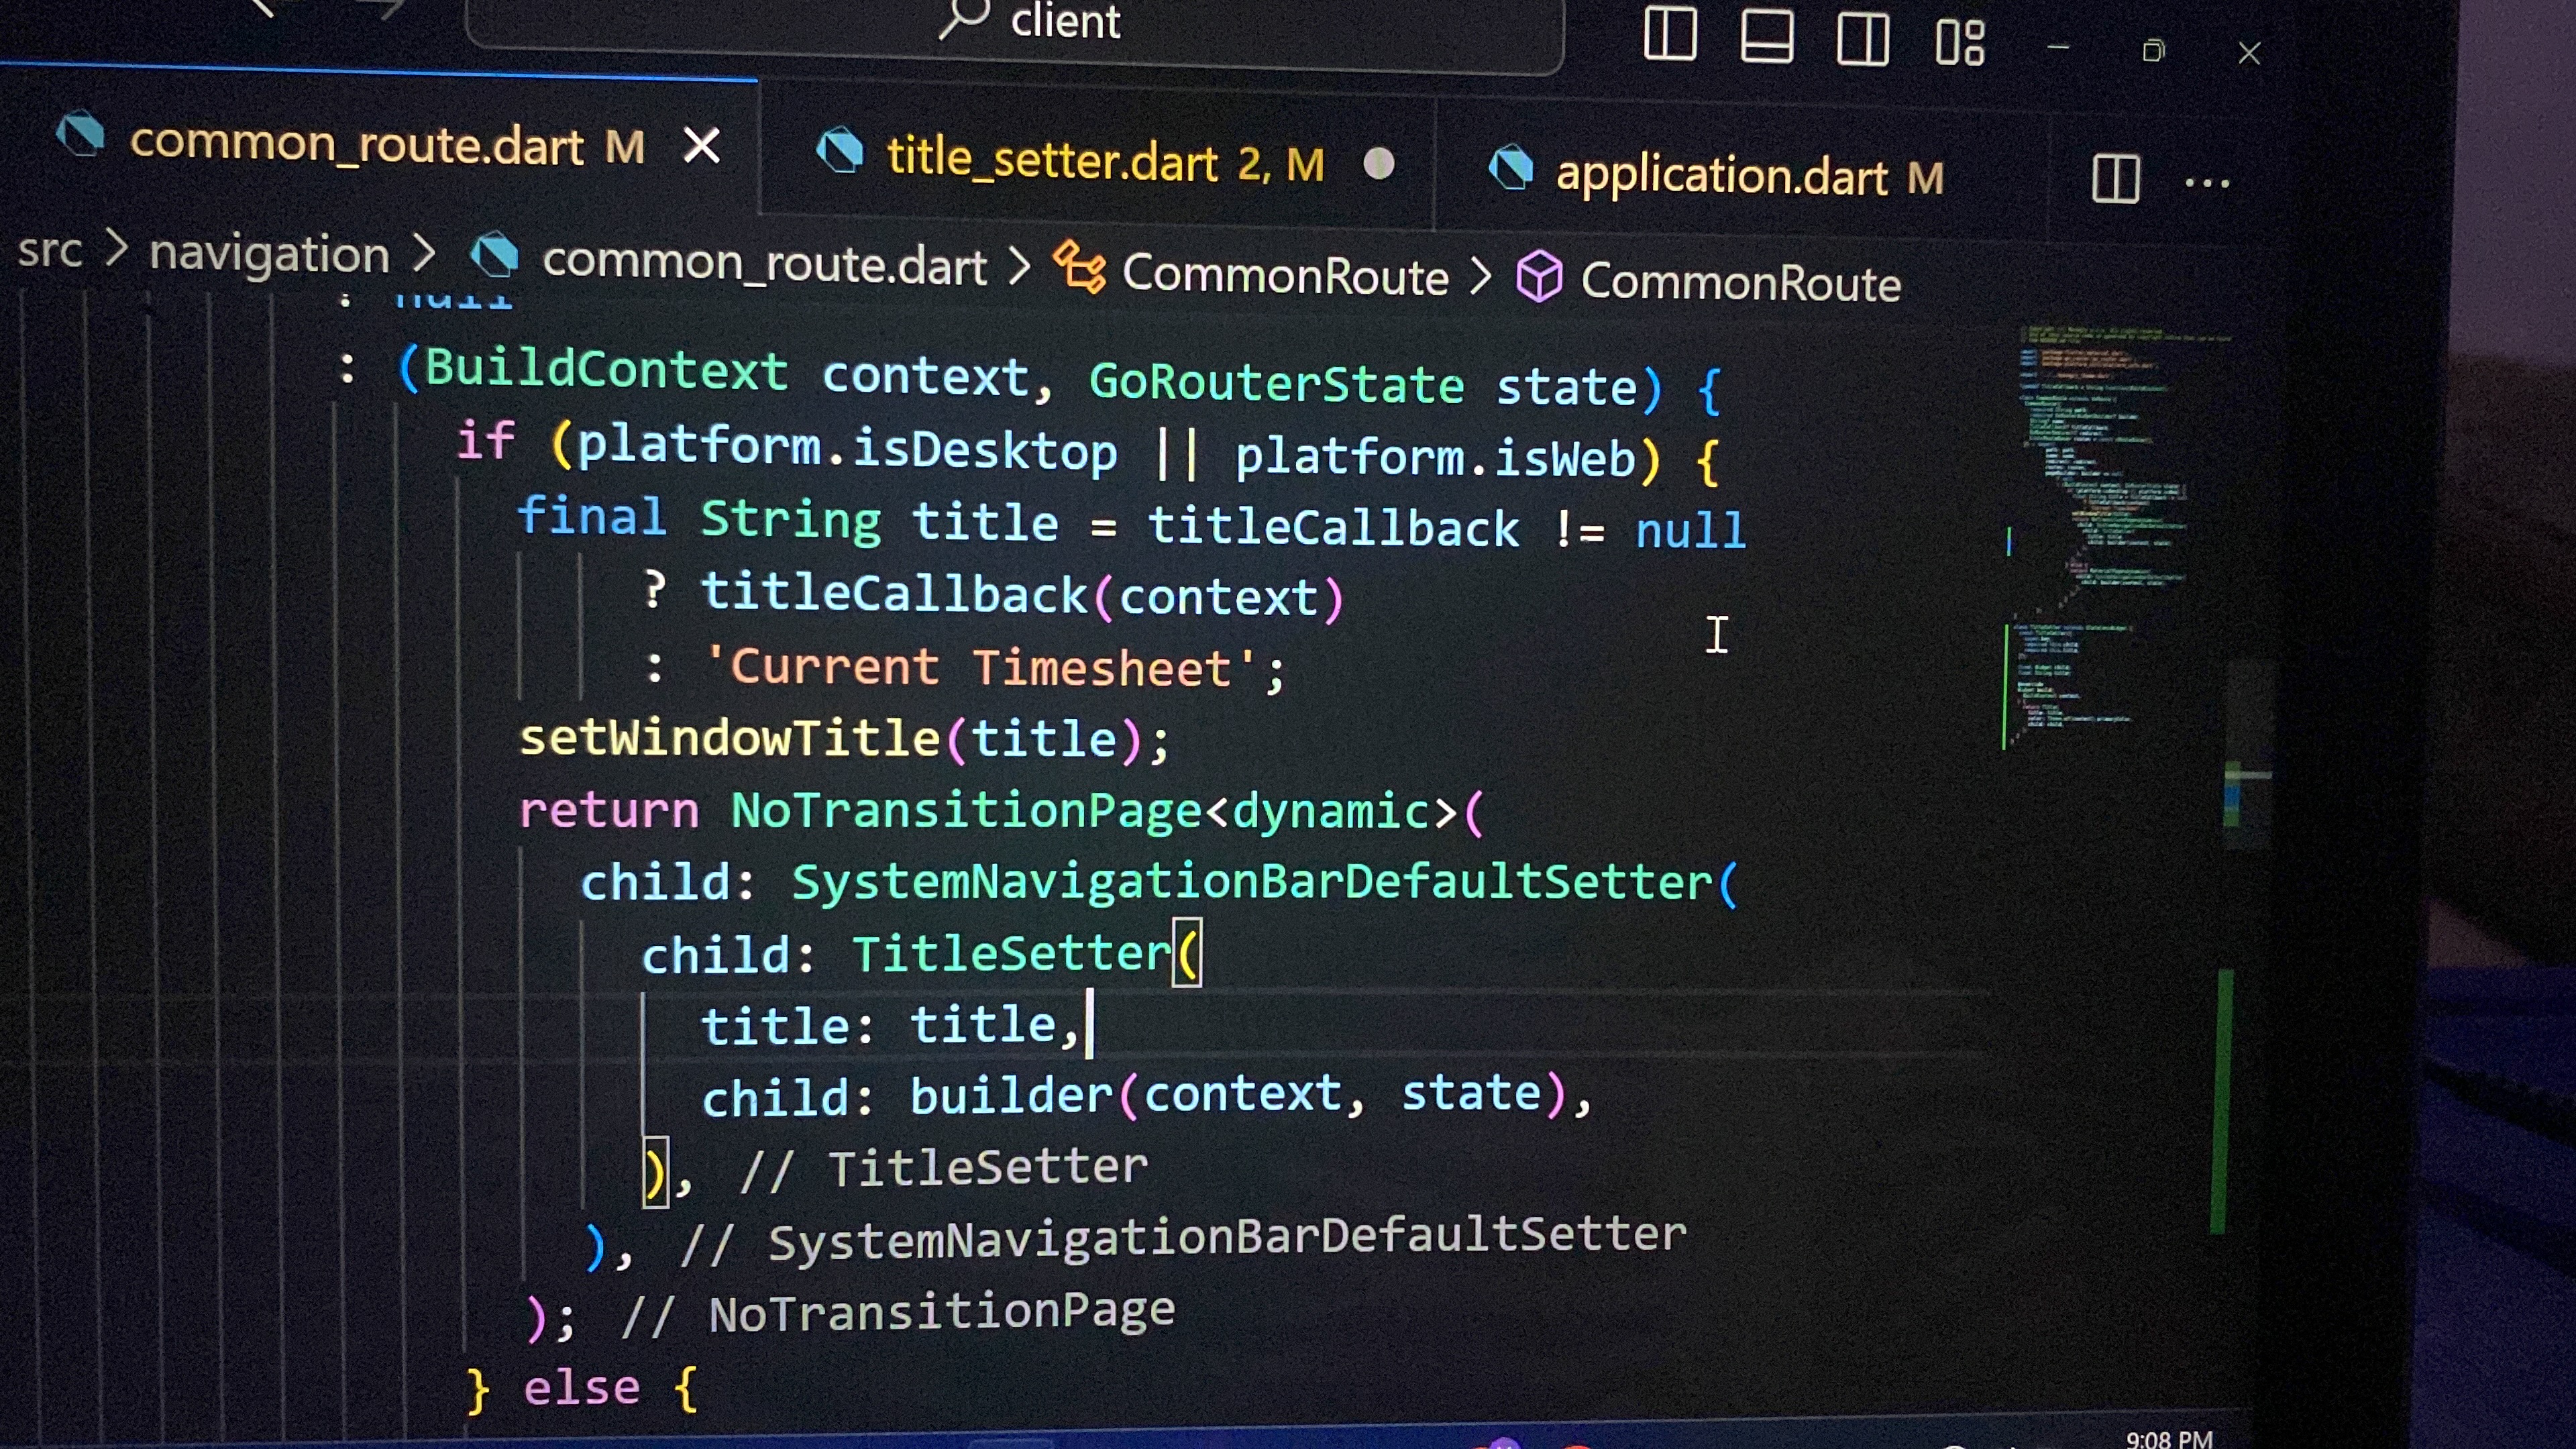 client
common_route.dart M
title_setter.dart 2, M
application.dart M
src > navigation > common_route.dart > CommonRoute > CommonRoute
: null
: (BuildContext context, GoRouterState state) {
if (platform.isDesktop || platform.isWeb) {
final String title = titleCallback != null
? titleCallback(context)
: 'Current Timesheet';
setWindowTitle(title);
return NoTransitionPage<dynamic>(
child: SystemNavigationBarDefaultSetter(
child: TitleSetter(
title: title,
child: builder(context, state),
), // TitleSetter
), // SystemNavigationBarDefaultSetter
); // NoTransitionPage
} else {
9:08 PM